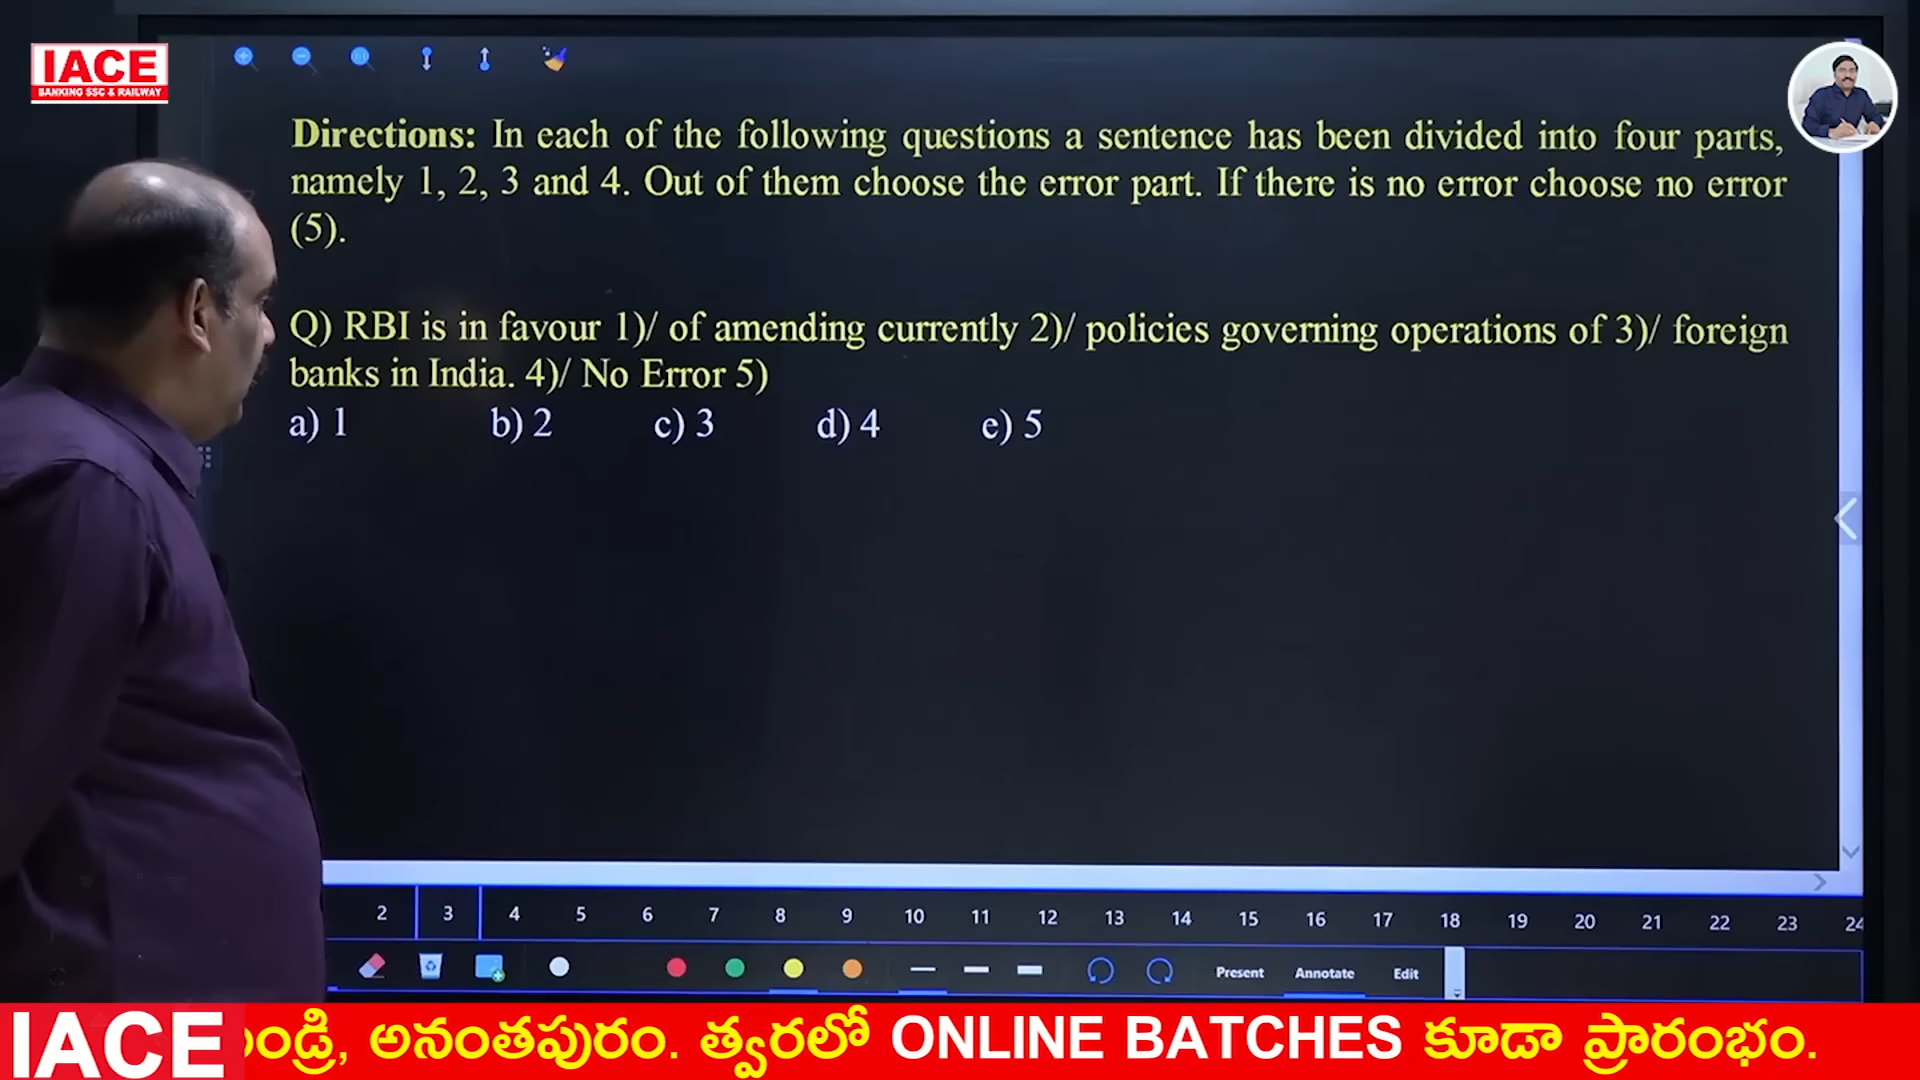 IACE
BANKING SSC & RAILWAY
Directions: In each of the following questions a sentence has been divided into four parts,
namely 1, 2, 3 and 4. Out of them choose the error part. If there is no error choose no error
(5).
Q) RBI is in favour 1)/ of amending currently 2)/ policies governing operations of 3)/ foreign
banks in India. 4)/ No Error 5)
a) 1 b) 2 c) 3 d) 4 e) 5
2 3 4 5 6 7 8 9 10 11 12 13 14 15 16 17 18 19 20 21 22 23 24
Present Annotate Edit
IACE ండ్రి, అనంతపురం. త్వరలో ONLINE BATCHES కూడా ప్రారంభం.